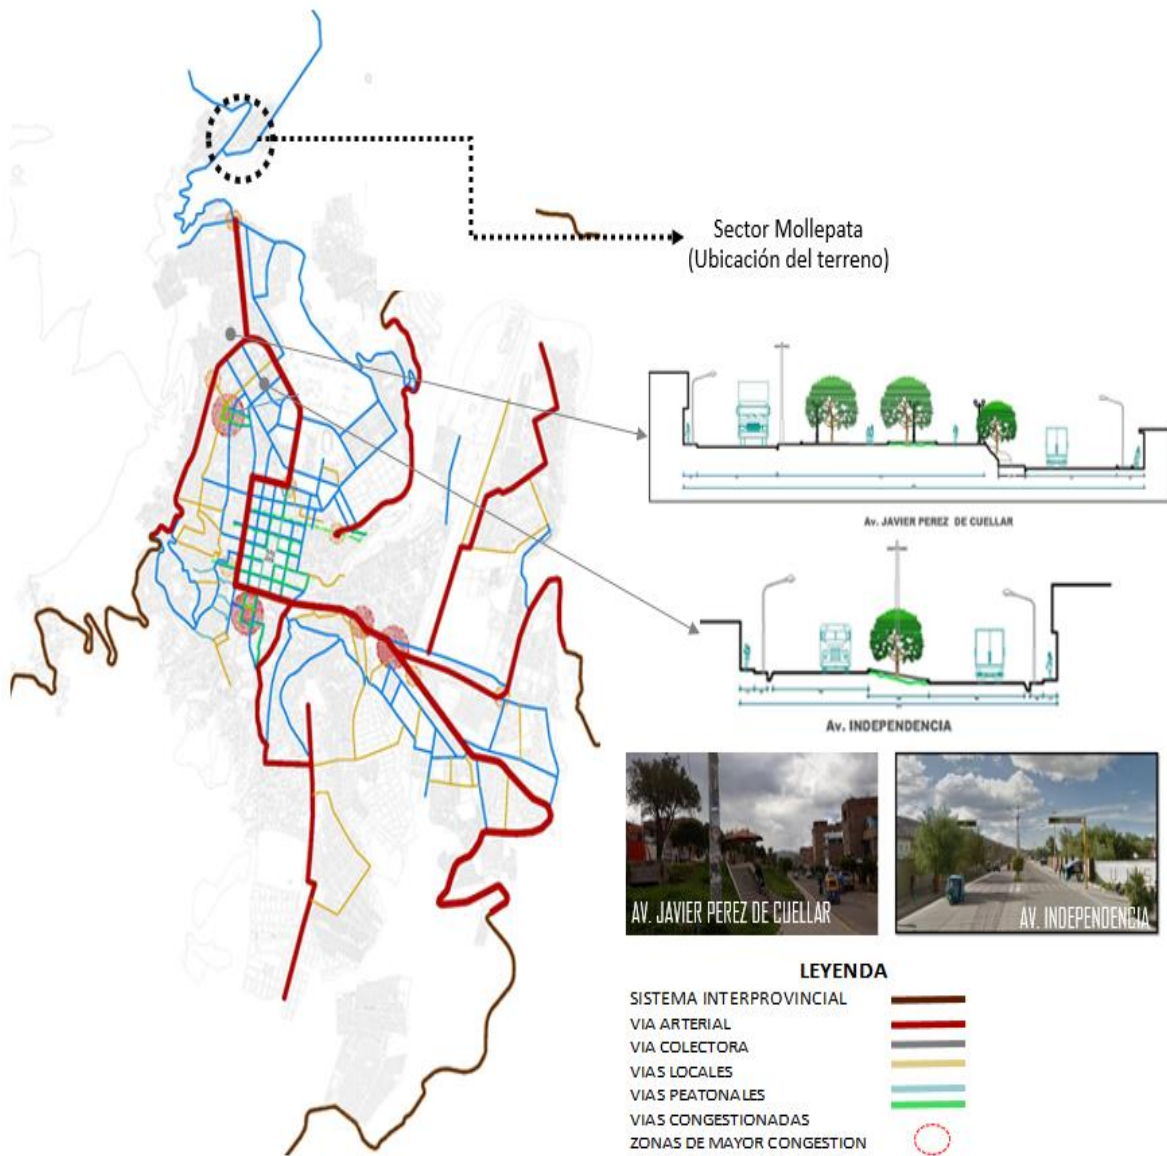 Sector Mollepata
(Ubicación del terreno)
Av. JAVIER PEREZ DE CUELLAR
Av. INDEPENDENCIA
AV. JAVIER PEREZ DE CUELLAR
AV. INDEPENDENCIA
LEYENDA
SISTEMA INTERPROVINCIAL
VIA ARTERIAL
VIA COLECTORA
VIAS LOCALES
VIAS PEATONALES
VIAS CONGESTIONADAS
ZONAS DE MAYOR CONGESTION